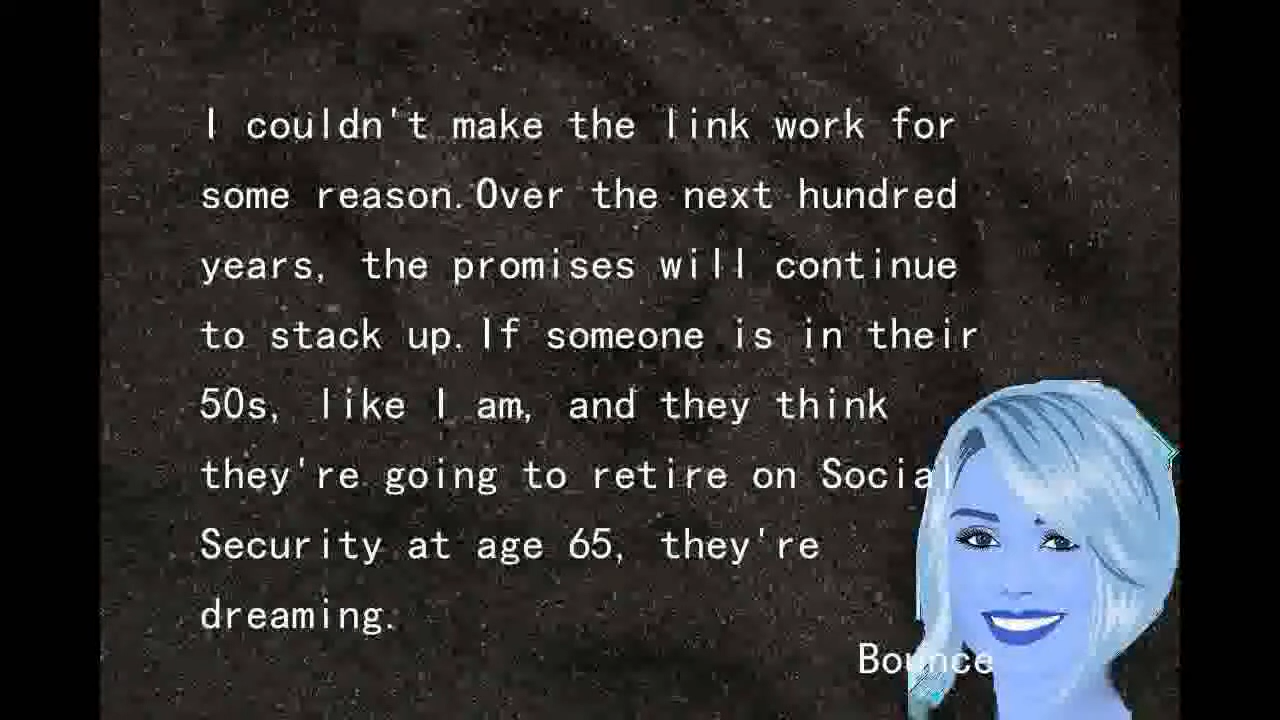 I couldn't make the link work for
some reason.Over the next hundred
years, the promises will continue
to stack up.If someone is in their
50s, like I am, and they think
they're going to retire on Social
Security at age 65, they're
dreaming.
Bounce